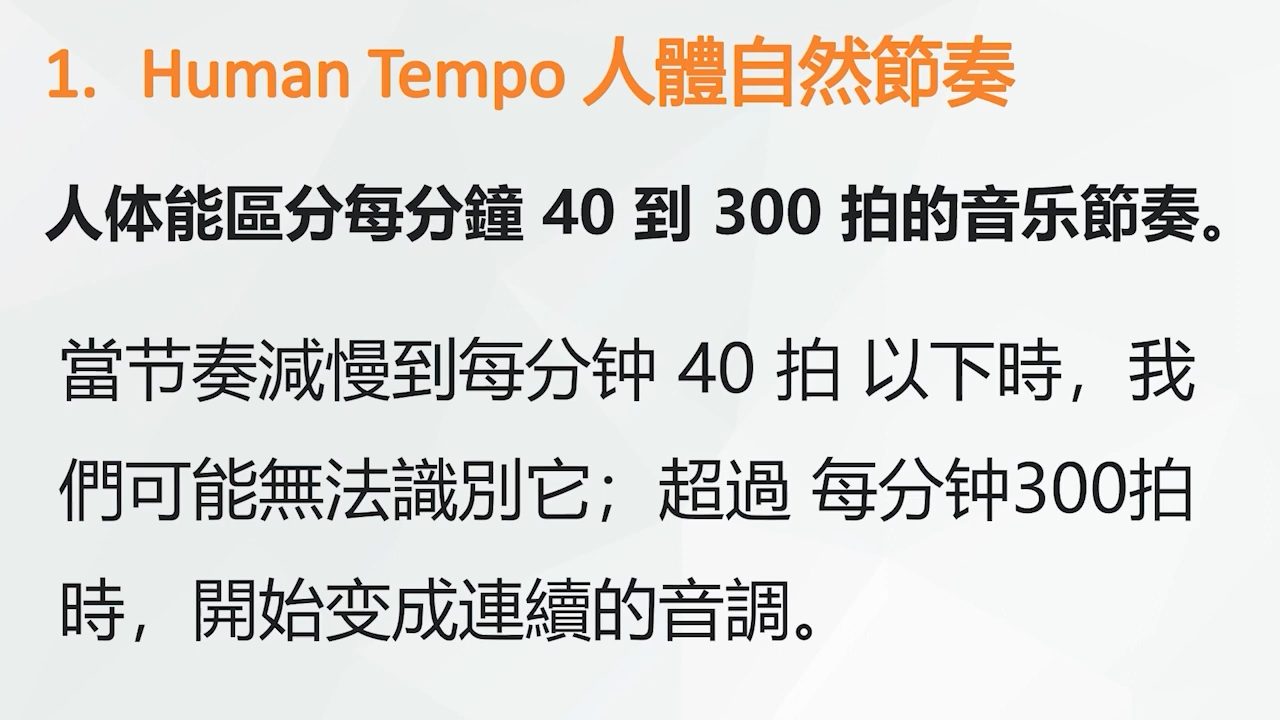 1. Human Tempo 人體自然節奏
人体能區分每分鐘 40 到 300 拍的音乐節奏。
當节奏減慢到每分钟 40 拍 以下時，我
們可能無法識別它；超過 每分钟300拍
時，開始变成連續的音調。